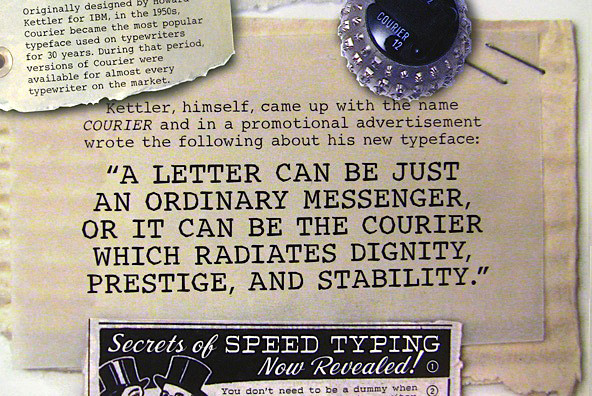 Originally designed by Howard
Kettler for IBM, in the 1950s,
Courier became the most popular
typeface used on typewriters
for 30 years. During that period,
versions of Courier were
available for almost every
typewriter on the market.
COURIER
12
Kettler, himself, came up with the name
COURIER and in a promotional advertisement
wrote the following about his new typeface:
“A LETTER CAN BE JUST
AN ORDINARY MESSENGER,
OR IT CAN BE THE COURIER
WHICH RADIATES DIGNITY,
PRESTIGE, AND STABILITY.”
Secrets of SPEED TYPING
Now Revealed! 1
You don't need to be a dummy when 2